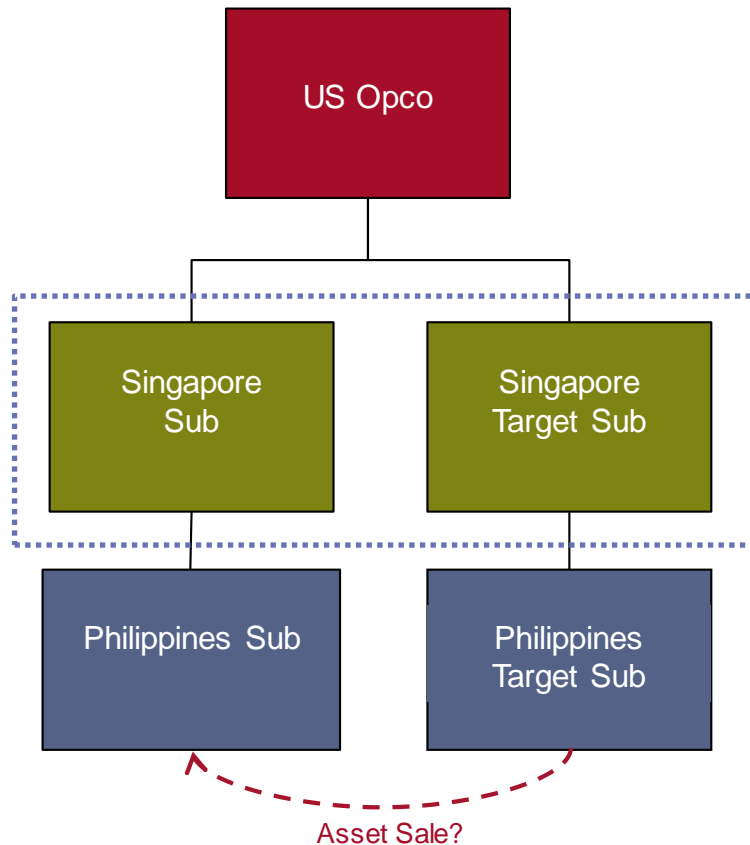 US Opco
Singapore
Sub
Singapore
Target Sub
Philippines Sub
Philippines
Target Sub
Asset Sale?